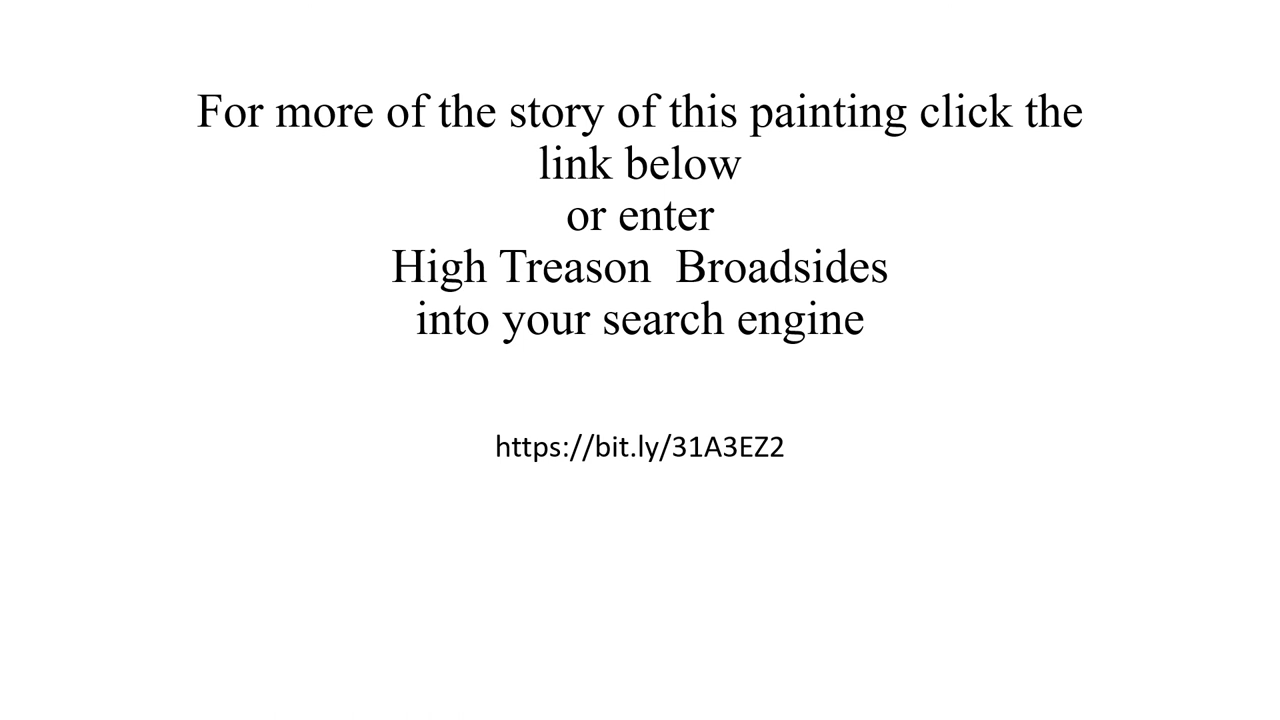 For more of the story of this painting click the
link below
or enter
High Treason  Broadsides
into your search engine
https://bit.ly/31A3EZ2